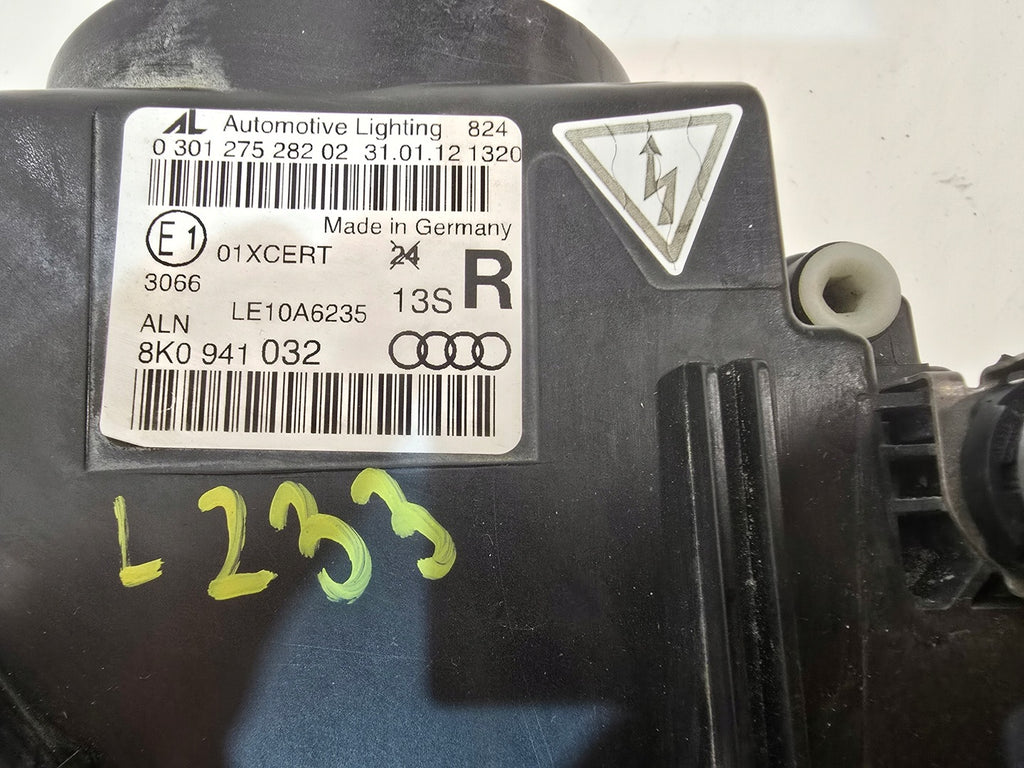 AL Automotive Lighting 824
0 301 275 282 02 31.01.12 1320
Made in Germany
E1 01XCERT 24 R
3066
LE10A6235 13S
ALN
8K0 941 032
L233